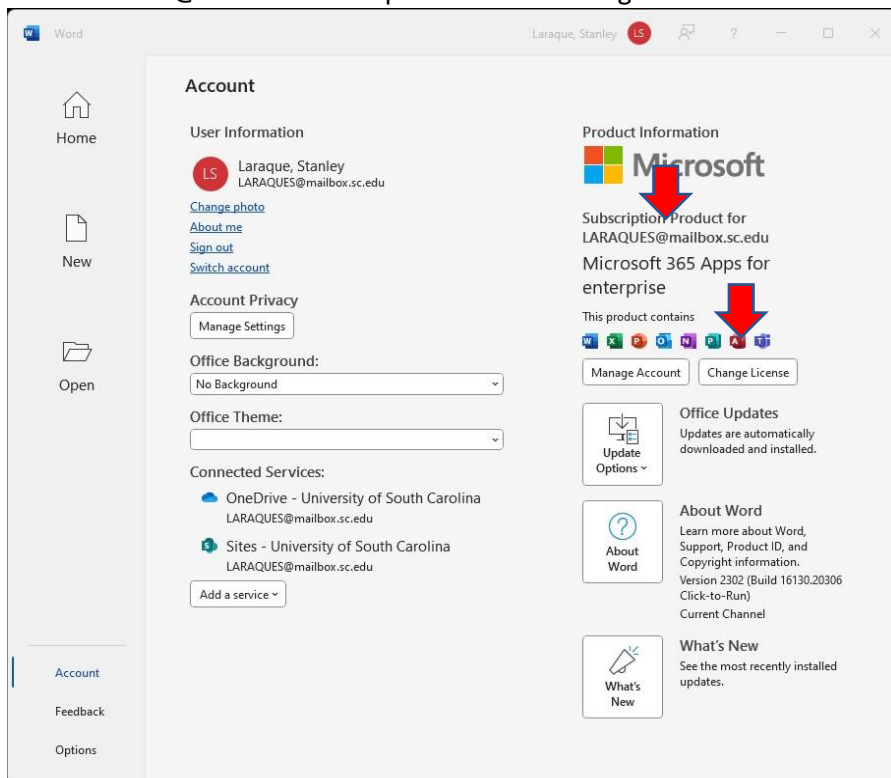 Word
Laraque, Stanley LS ?
Account
Home
New
Open
Account
Feedback
Options
User Information
LS
Laraque, Stanley
LARAQUES@mailbox.sc.edu
Change photo
About me
Sign out
Switch account
Account Privacy
Manage Settings
Office Background:
No Background
Office Theme:
Connected Services:
OneDrive - University of South Carolina
LARAQUES@mailbox.sc.edu
Sites - University of South Carolina
LARAQUES@mailbox.sc.edu
Add a service
Product Information
Microsoft
Subscription Product for
LARAQUES@mailbox.sc.edu
Microsoft 365 Apps for
enterprise
This product contains
Manage Account Change License
Update
Options
Office Updates
Updates are automatically
downloaded and installed.
About
Word
About Word
Learn more about Word,
Support, Product ID, and
Copyright information.
Version 2302 (Build 16130.20306
Click-to-Run)
Current Channel
What's
New
What's New
See the most recently installed
updates.